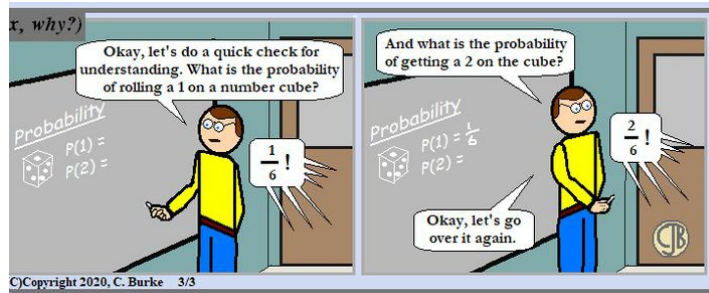 x, why?)
Okay, let's do a quick check for
understanding. What is the probability
of rolling a 1 on a number cube?
Probability
P(1) =
P(2) =
1
6 !
C)Copyright 2020, C. Burke 3/3
And what is the probability
of getting a 2 on the cube?
Probability
P(1) = 1/6
P(2) =
2
6 !
Okay, let's go
over it again.
CJB